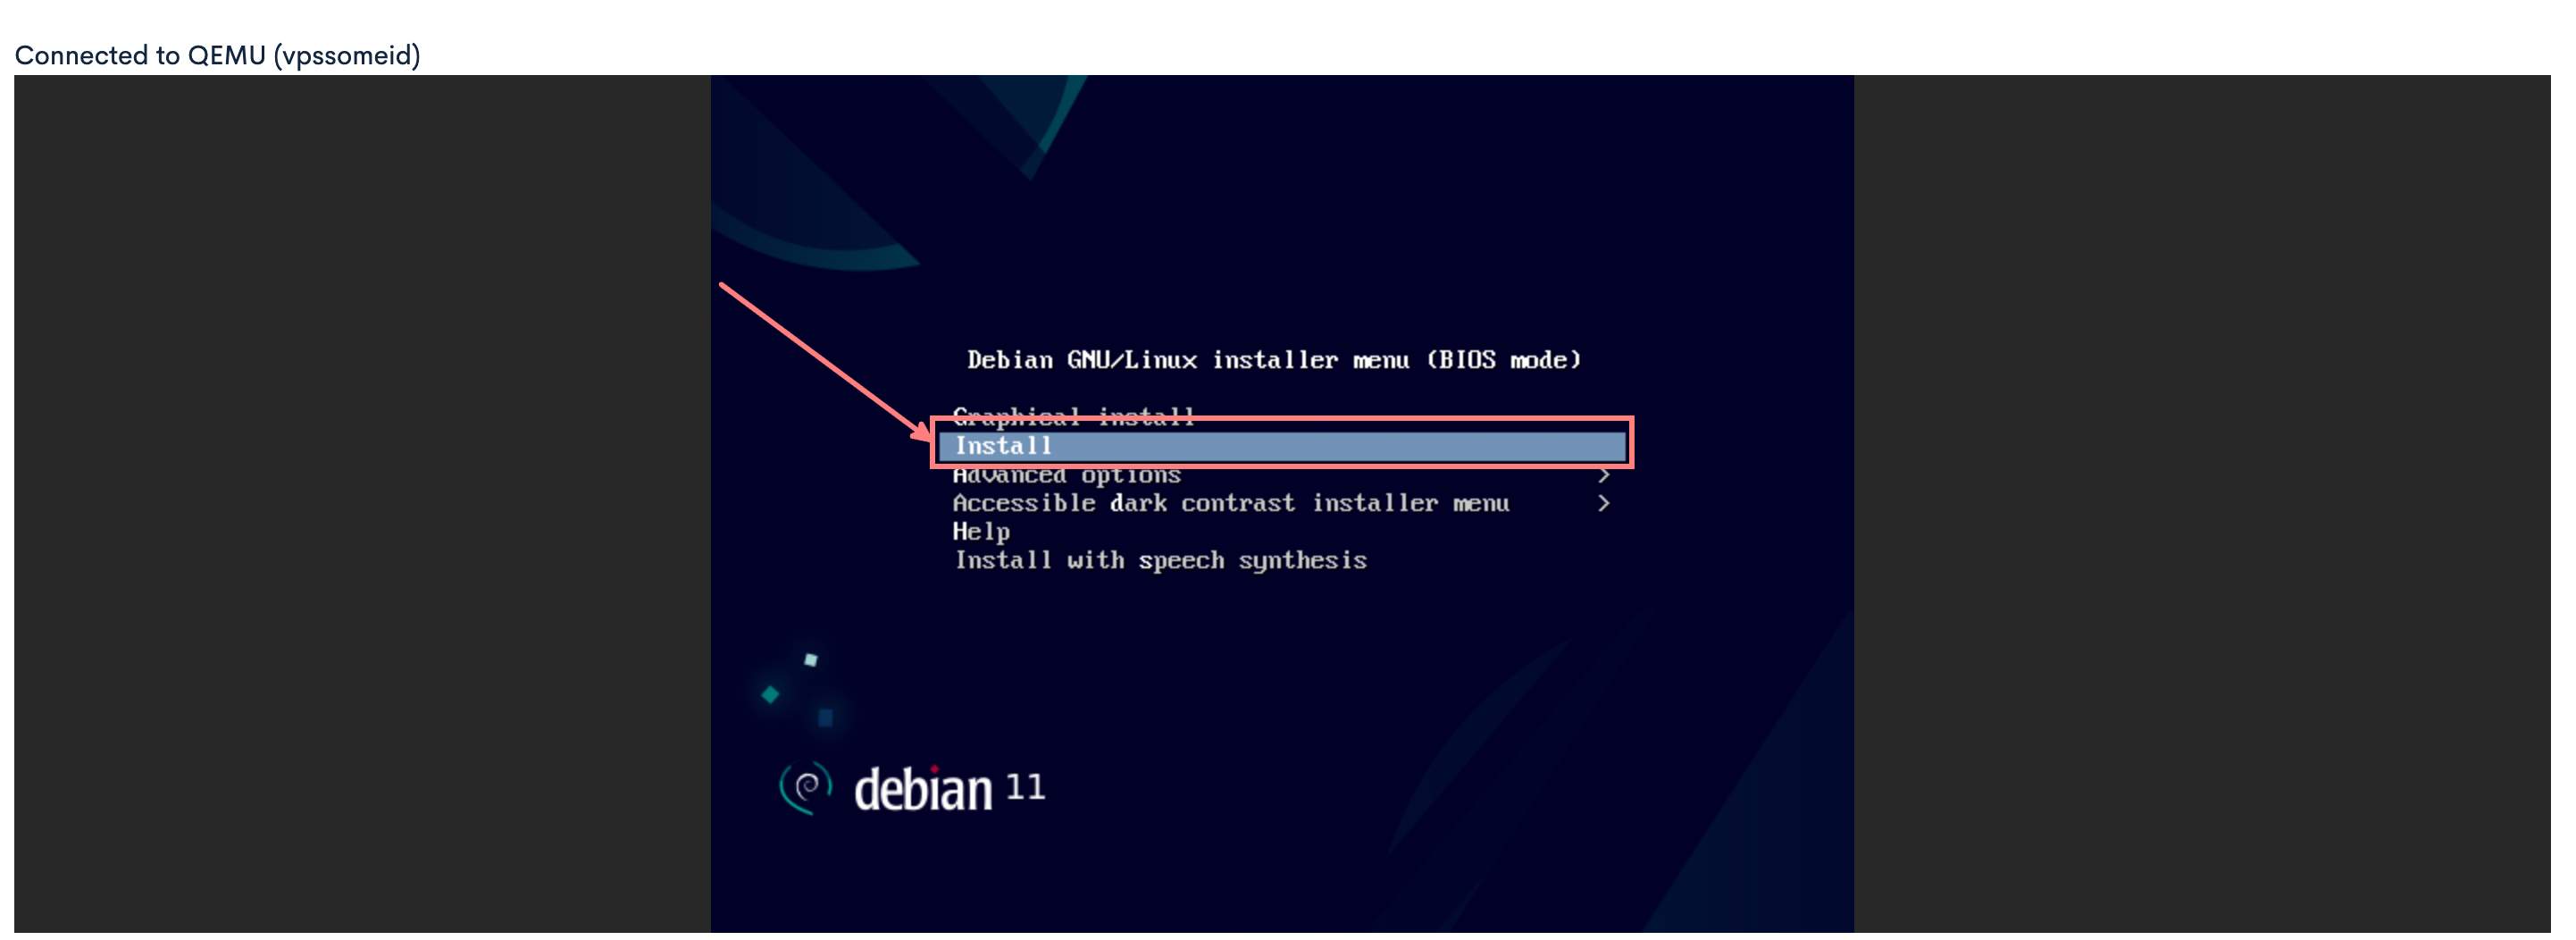 Connected to QEMU (vpssomeid)
Debian GNU/Linux installer menu (BIOS mode)
Graphical install
Install
Advanced options >
Accessible dark contrast installer menu >
Help
Install with speech synthesis
debian 11